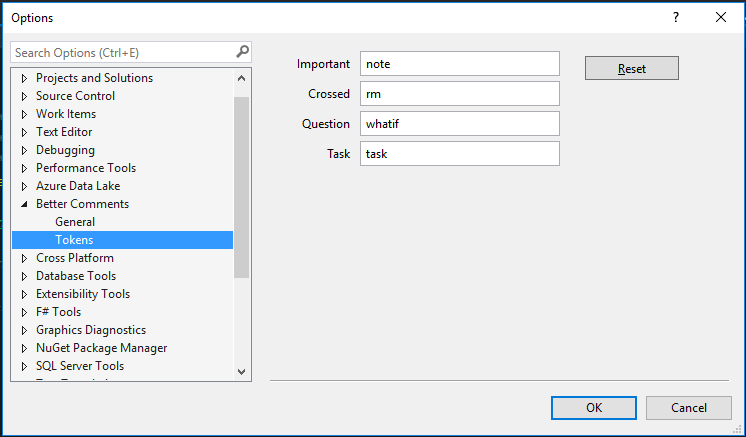 Options
?
Search Options (Ctrl+E)
Projects and Solutions
Source Control
Work Items
Text Editor
Debugging
Performance Tools
Azure Data Lake
Better Comments
General
Tokens
Cross Platform
Database Tools
Extensibility Tools
F# Tools
Graphics Diagnostics
NuGet Package Manager
SQL Server Tools
Important note
Crossed rm
Question whatif
Task task
Reset
OK Cancel